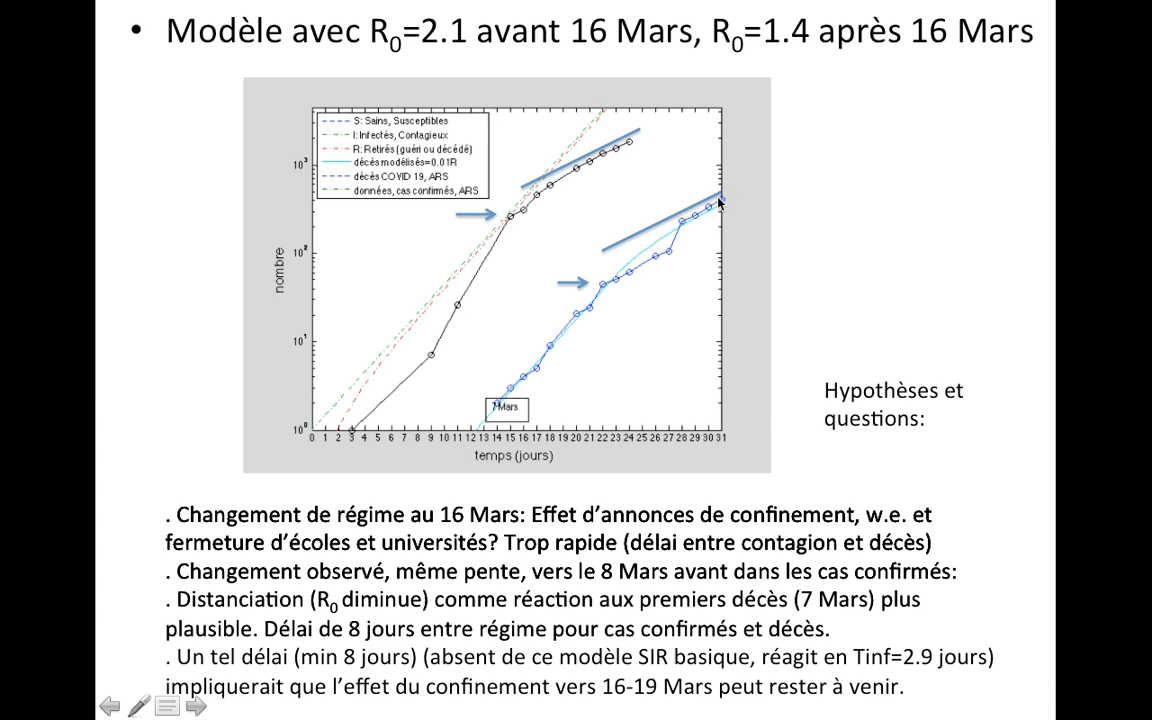 • Modèle avec R₀=2.1 avant 16 Mars, R₀=1.4 après 16 Mars
S: Sains, Susceptibles
I: Infectés, Contagieux
R: Retirés (guéri ou décédé)
décès modélisés=0.01R
décès COVID 19, ARS
données, cas confirmés, ARS
10³
10²
10¹
10⁰
nombre
7 Mars
0 1 2 3 4 5 6 7 8 9 10 11 12 13 14 15 16 17 18 19 20 21 22 23 24 25 26 27 28 29 30 31
temps (jours)
Hypothèses et
questions:
. Changement de régime au 16 Mars: Effet d’annonces de confinement, w.e. et
fermeture d’écoles et universités? Trop rapide (délai entre contagion et décès)
. Changement observé, même pente, vers le 8 Mars avant dans les cas confirmés:
. Distanciation (R₀ diminue) comme réaction aux premiers décès (7 Mars) plus
plausible. Délai de 8 jours entre régime pour cas confirmés et décès.
. Un tel délai (min 8 jours) (absent de ce modèle SIR basique, réagit en Tinf=2.9 jours)
impliquerait que l’effet du confinement vers 16-19 Mars peut rester à venir.